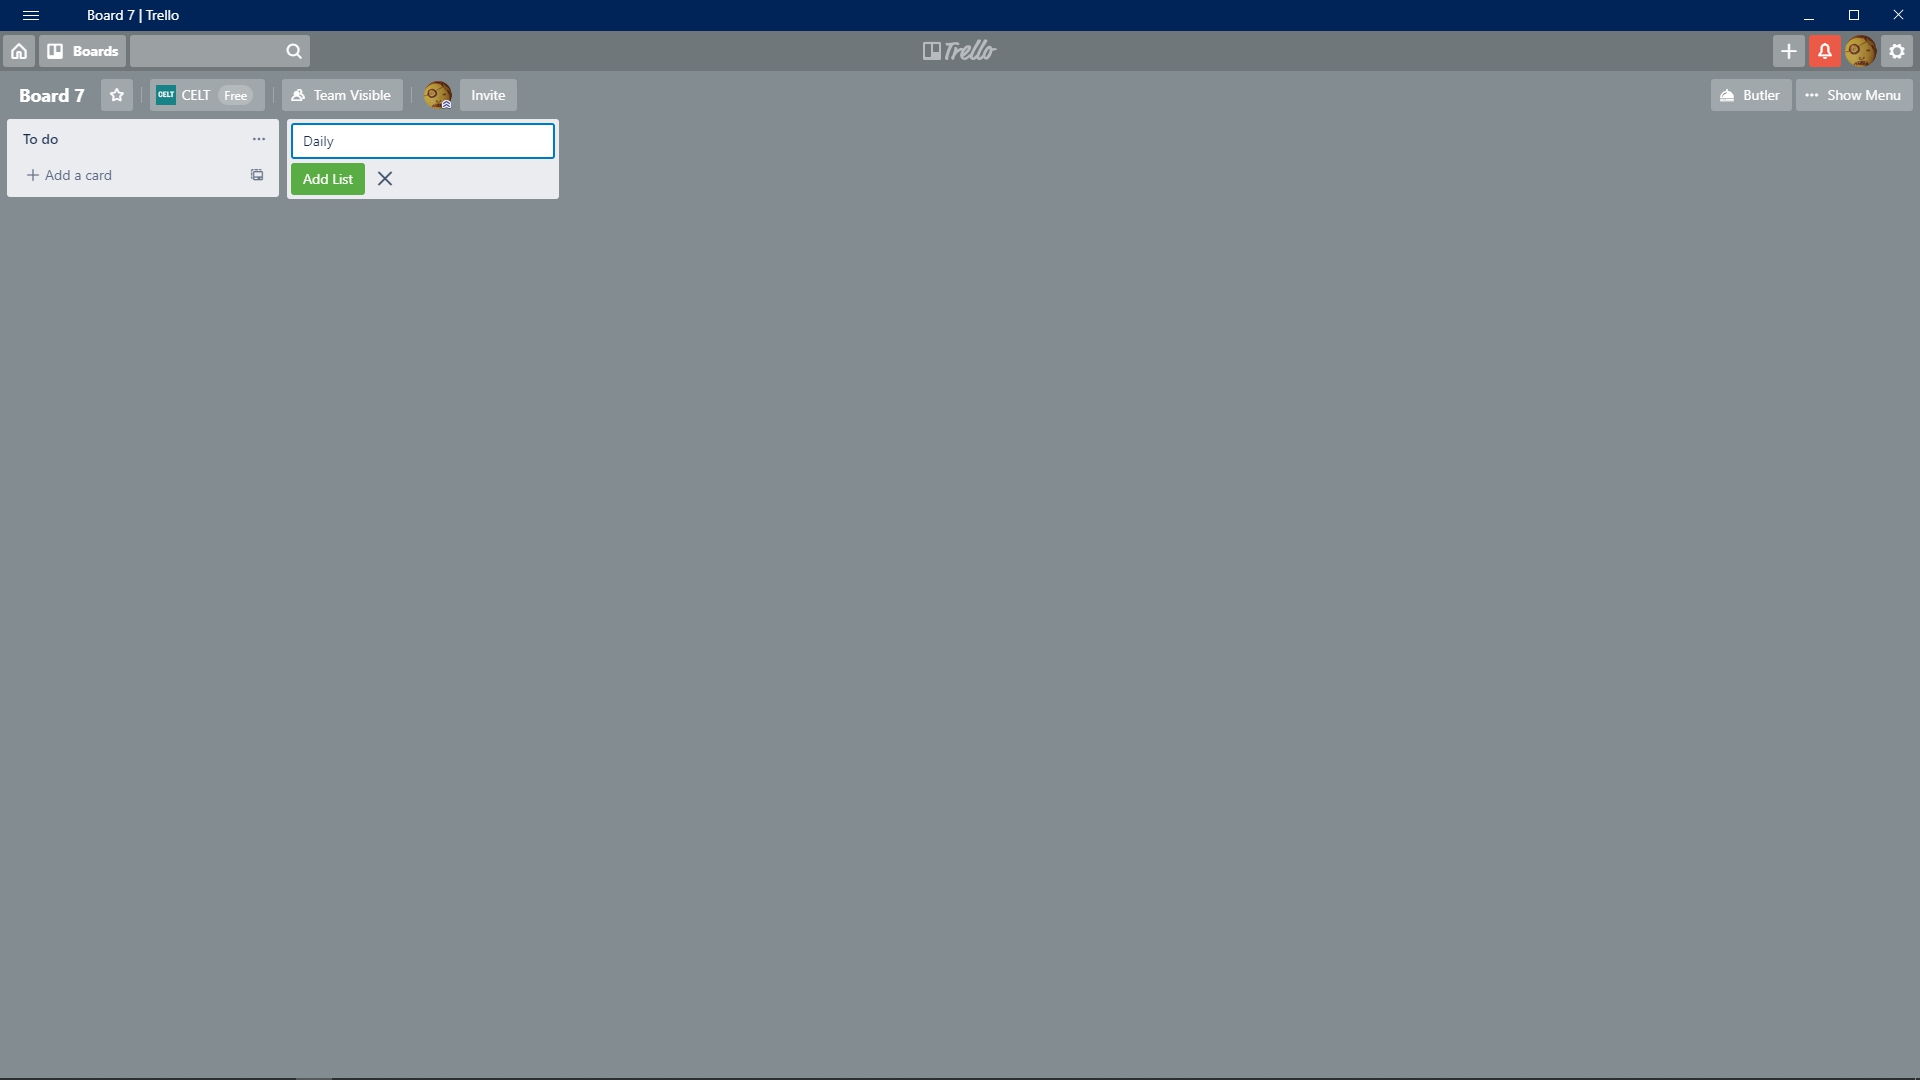 Board 7 | Trello
Boards
Trello
Board 7
CELT CELT Free
Team Visible
Invite
Butler
Show Menu
To do
Daily
Add a card
Add List